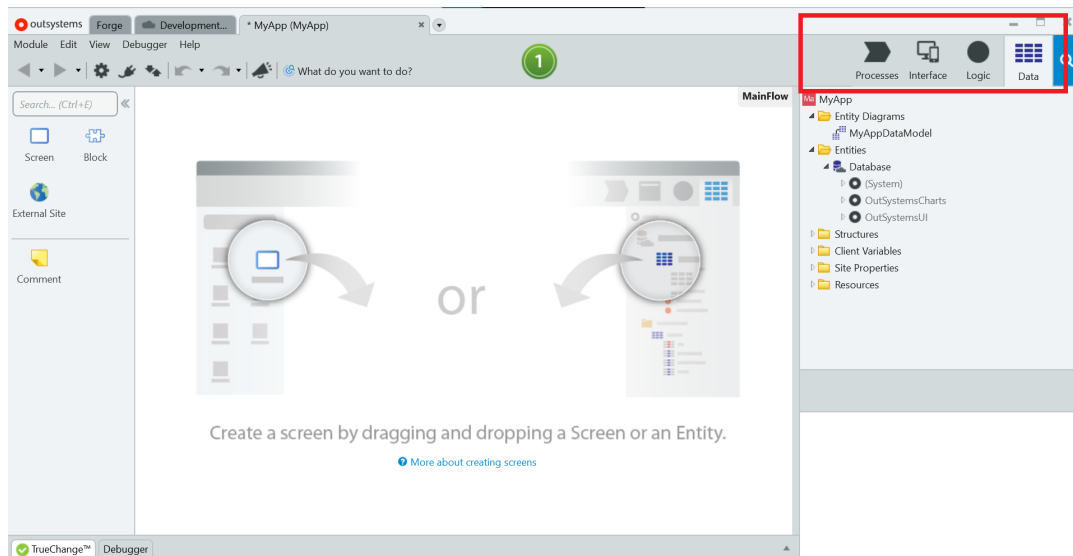 outsystems Forge Development... * MyApp (MyApp)
Module Edit View Debugger Help
What do you want to do?
1
Processes Interface Logic Data
Search... (Ctrl+E)
Screen Block
External Site
Comment
MainFlow
or
Create a screen by dragging and dropping a Screen or an Entity.
More about creating screens
Ma MyApp
Entity Diagrams
MyAppDataModel
Entities
Database
(System)
OutSystemsCharts
OutSystemsUI
Structures
Client Variables
Site Properties
Resources
TrueChange™ Debugger